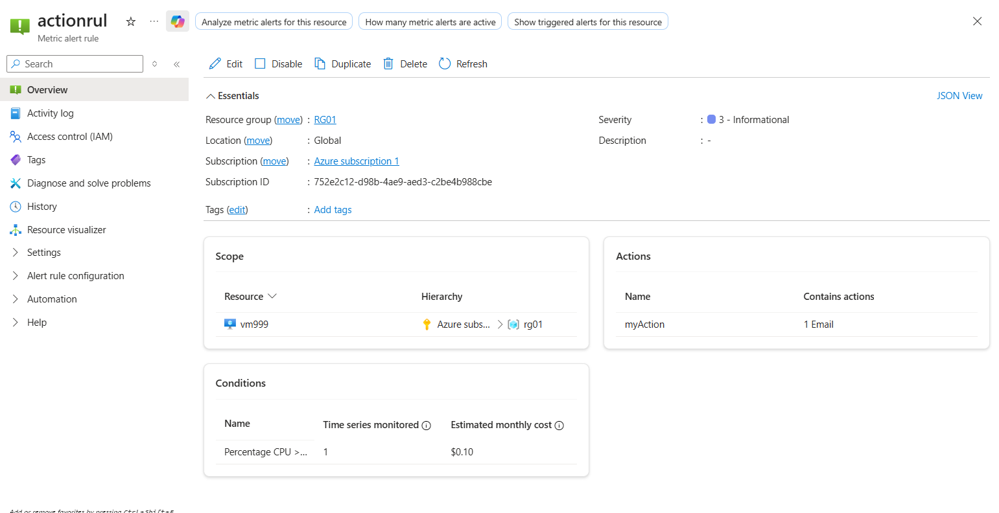 actionrul
Metric alert rule
Analyze metric alerts for this resource
How many metric alerts are active
Show triggered alerts for this resource
Search
Overview
Activity log
Access control (IAM)
Tags
Diagnose and solve problems
History
Resource visualizer
Settings
Alert rule configuration
Automation
Help
Add or remove favorites by pressing Ctrl+Shift+F
Edit Disable Duplicate Delete Refresh
Essentials
JSON View
Resource group (move) : RG01
Location (move) : Global
Subscription (move) : Azure subscription 1
Subscription ID : 752e2c12-d98b-4ae9-aed3-c2be4b988cbe
Tags (edit) : Add tags
Severity : 3 - Informational
Description : -
Scope
Resource Hierarchy
vm999 Azure subs... > rg01
Actions
Name Contains actions
myAction 1 Email
Conditions
Name Time series monitored Estimated monthly cost
Percentage CPU >... 1 $0.10